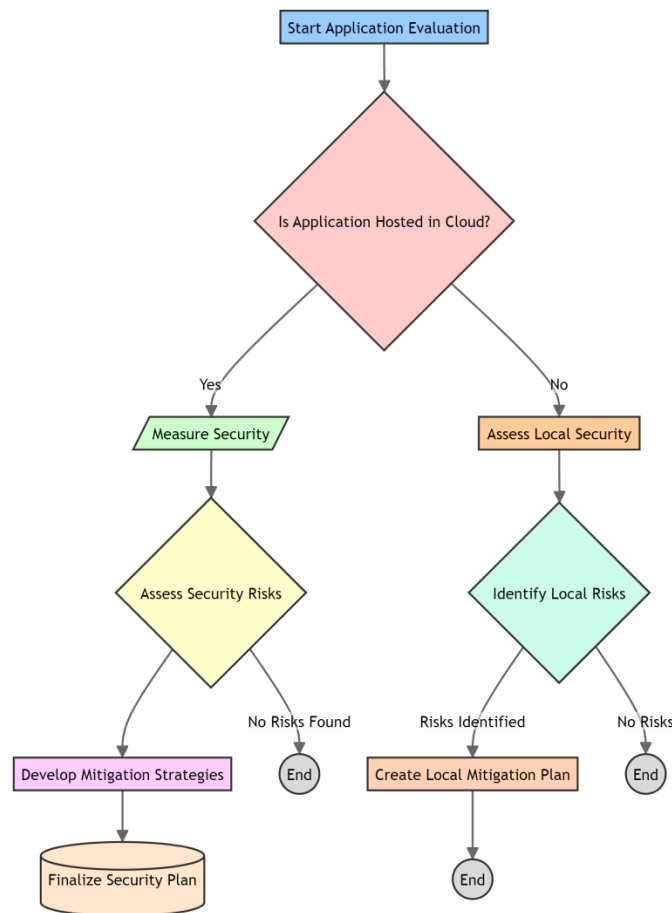 Start Application Evaluation
Is Application Hosted in Cloud?
Yes
No
Measure Security
Assess Local Security
Assess Security Risks
Identify Local Risks
No Risks Found
Risks Identified
No Risks
Develop Mitigation Strategies
End
Create Local Mitigation Plan
End
Finalize Security Plan
End